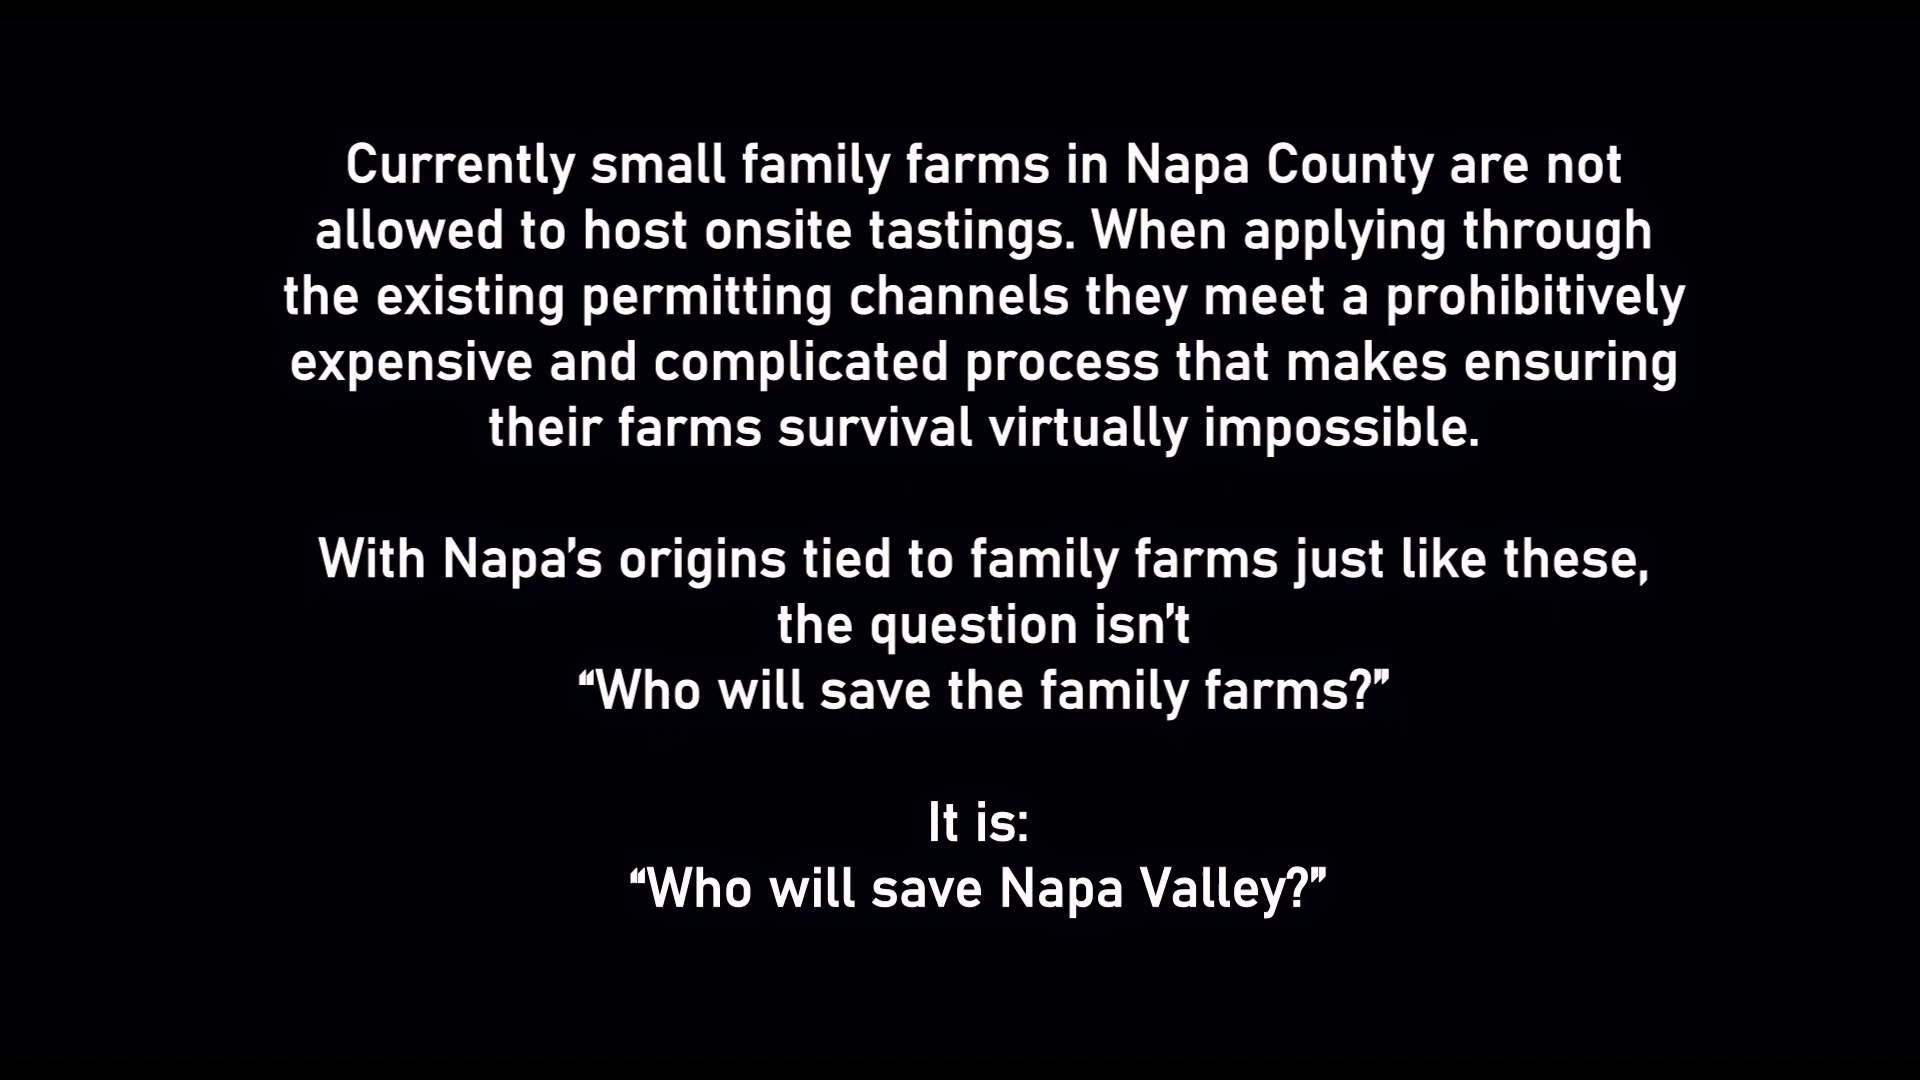 Currently small family farms in Napa County are not
allowed to host onsite tastings. When applying through
the existing permitting channels they meet a prohibitively
expensive and complicated process that makes ensuring
their farms survival virtually impossible.
With Napa’s origins tied to family farms just like these,
the question isn’t
“Who will save the family farms?”
It is:
“Who will save Napa Valley?”